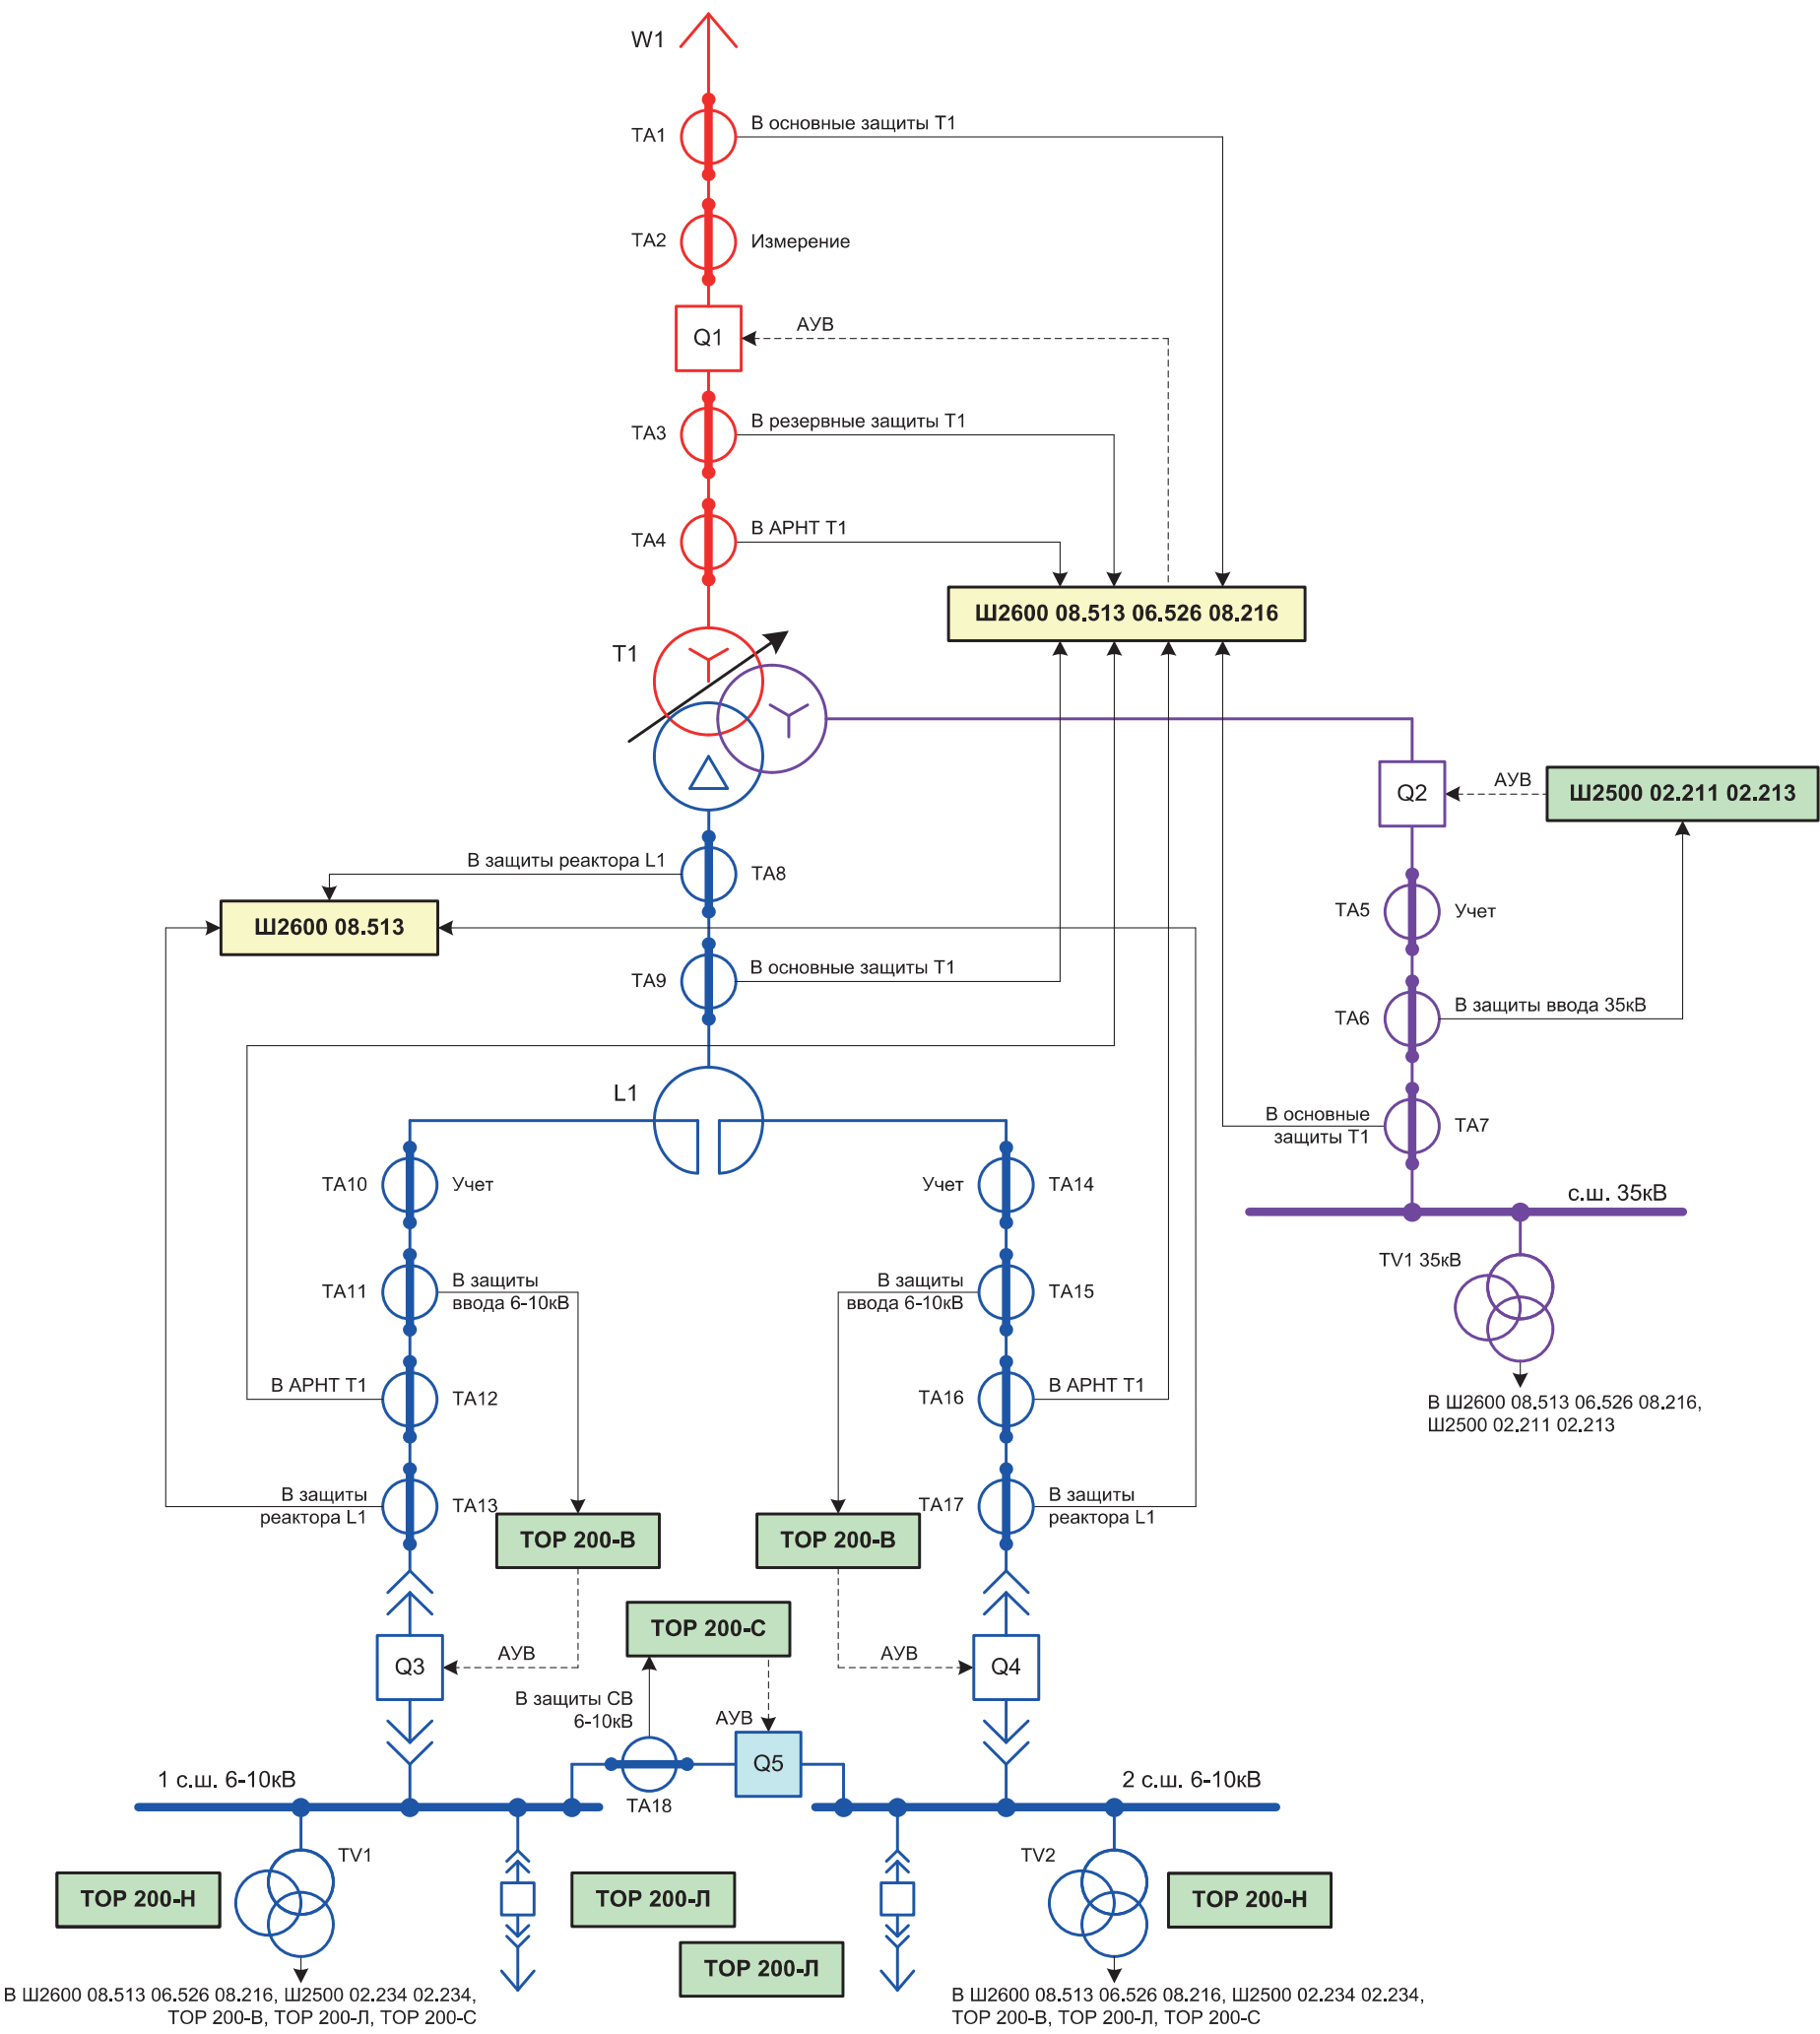 W1
TA1
В основные защиты Т1
TA2
Измерение
Q1
АУВ
TA3
В резервные защиты Т1
TA4
В АРНТ Т1
Ш2600 08.513 06.526 08.216
T1
Q2
АУВ
Ш2500 02.211 02.213
В защиты реактора L1
TA8
TA5
Учет
Ш2600 08.513
TA9
В основные защиты Т1
TA6
В защиты ввода 35кВ
L1
В основные
защиты Т1
TA7
TA10
Учет
Учет
TA14
с.ш. 35кВ
TV1 35кВ
TA11
В защиты
ввода 6-10кВ
В защиты
ввода 6-10кВ
TA15
В АРНТ Т1
TA12
TA16
В АРНТ Т1
В Ш2600 08.513 06.526 08.216,
Ш2500 02.211 02.213
В защиты
реактора L1
TA13
TA17
В защиты
реактора L1
ТОР 200-В
ТОР 200-В
ТОР 200-С
Q3
АУВ
АУВ
Q4
В защиты СВ
6-10кВ
АУВ
Q5
TA18
1 с.ш. 6-10кВ
2 с.ш. 6-10кВ
TV1
TV2
ТОР 200-Н
ТОР 200-Л
ТОР 200-Н
ТОР 200-Л
В Ш2600 08.513 06.526 08.216, Ш2500 02.234 02.234,
ТОР 200-В, ТОР 200-Л, ТОР 200-С
В Ш2600 08.513 06.526 08.216, Ш2500 02.234 02.234,
ТОР 200-В, ТОР 200-Л, ТОР 200-С